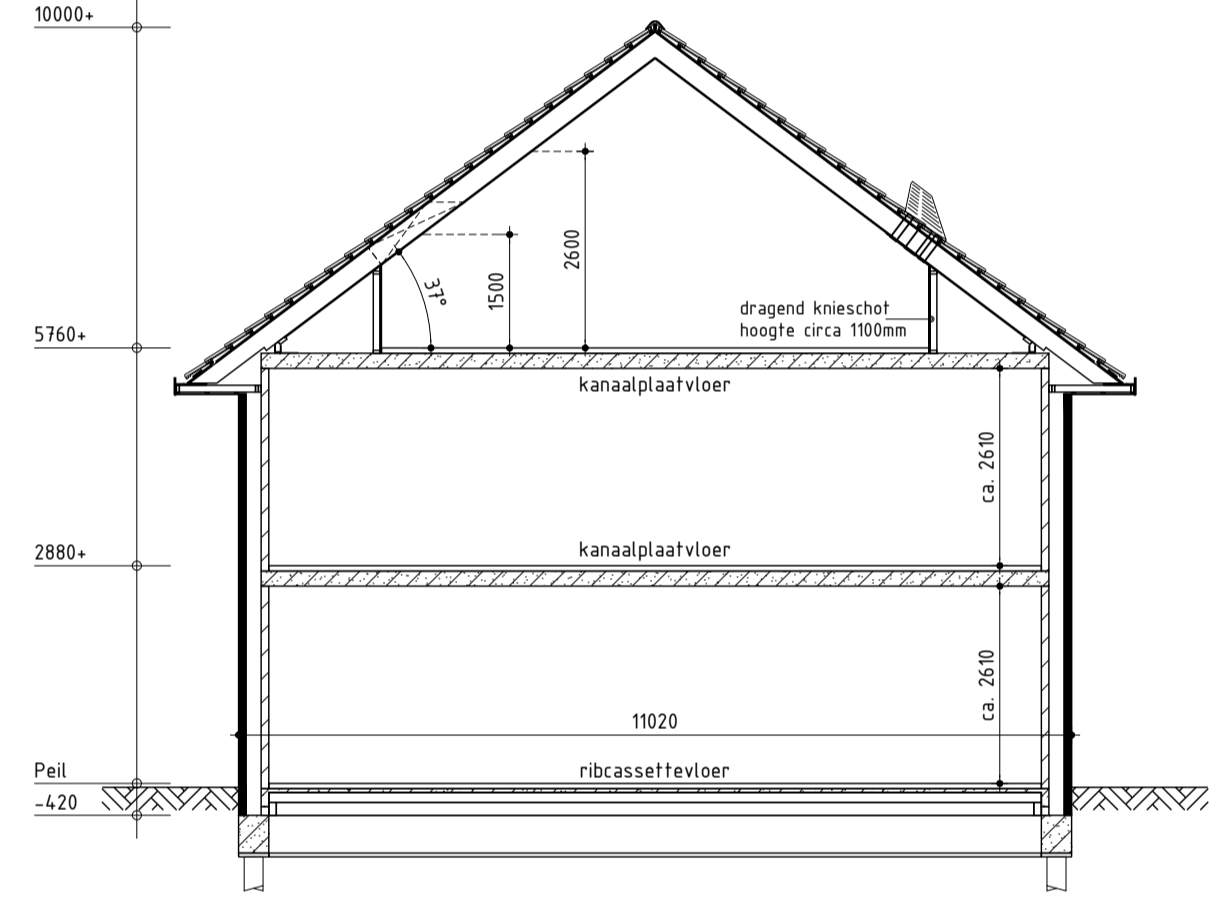 10000+
2600
1500
37°
dragend knieschot
hoogte circa 1100mm
5760+
kanaalplaatvloer
ca. 2610
kanaalplaatvloer
2880+
ca. 2610
11020
Peil
ribcassettevloer
-420